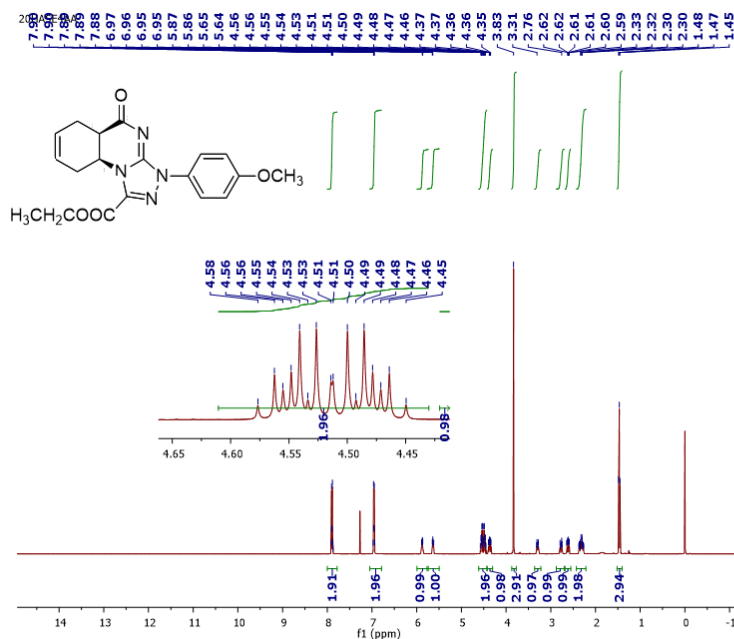 7.90 7.90 7.89 7.89 7.88 6.97 6.96 6.95 6.95 5.87 5.86 5.65 5.64 4.56 4.56 4.55 4.54 4.53 4.51 4.51 4.50 4.49 4.48 4.47 4.46 4.37 4.37 4.36 4.36 4.35 3.83 3.31 2.76 2.62 2.62 2.61 2.61 2.60 2.59 2.33 2.32 2.30 2.30 1.48 1.47 1.45
O
N
N
N
N
OCH3
H3CH2COOC
4.58 4.56 4.56 4.55 4.54 4.53 4.53 4.51 4.51 4.50 4.49 4.49 4.48 4.47 4.46 4.45
1.96 0.98
4.65 4.60 4.55 4.50 4.45
1.91 1.96 0.99 1.00 1.96 0.98 2.91 0.97 0.99 0.99 1.98 2.94
14 13 12 11 10 9 8 7 6 5 4 3 2 1 0 -1
f1 (ppm)